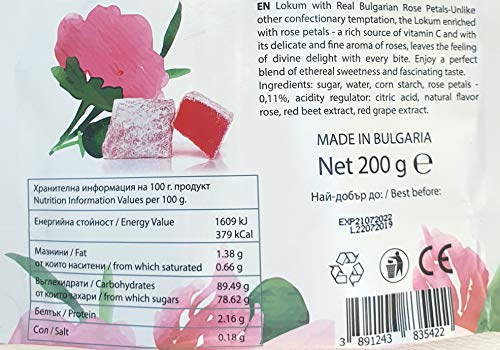 EN Lokum with Real Bulgarian Rose Petals-Unlike
other confectionary temptation, the Lokum enriched
with rose petals - a rich source of vitamin C and with
its delicate and fine aroma of roses, leaves the feeling
of divine delight with every bite. Enjoy a perfect
blend of ethereal sweetness and fascinating taste.
Ingredients: sugar, water, corn starch, rose petals -
0,11%, acidity regulator: citric acid, natural flavor
rose, red beet extract, red grape extract.
MADE IN BULGARIA
Net 200 g ℮
Най-добър до: / Best before:
EXP21072022
L22072019
Хранителна информация на 100 г. продукт
Nutrition Information Values per 100 g.
Енергийна стойност / Energy Value 1609 kJ
379 kCal
Мазнини / Fat 1.38 g
от които наситени / from which saturated 0.66 g
Въглехидрати / Carbohydrates 89.49 g
от които захари / from which sugars 78.62 g
Белтък / Protein 2.16 g
Сол / Salt 0.18 g
CE
3 891243 835422